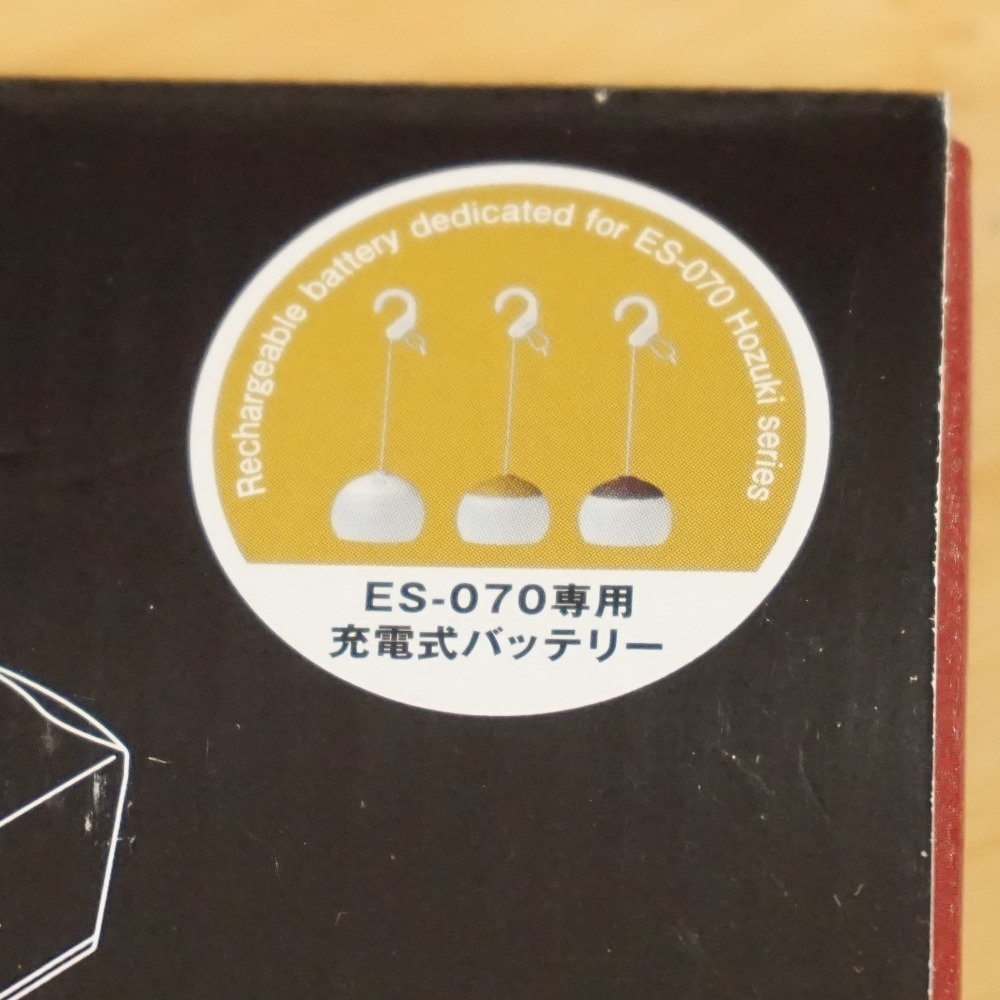 Rechargeable battery dedicated for ES-070 Hozuki series
ES-070専用
充電式バッテリー